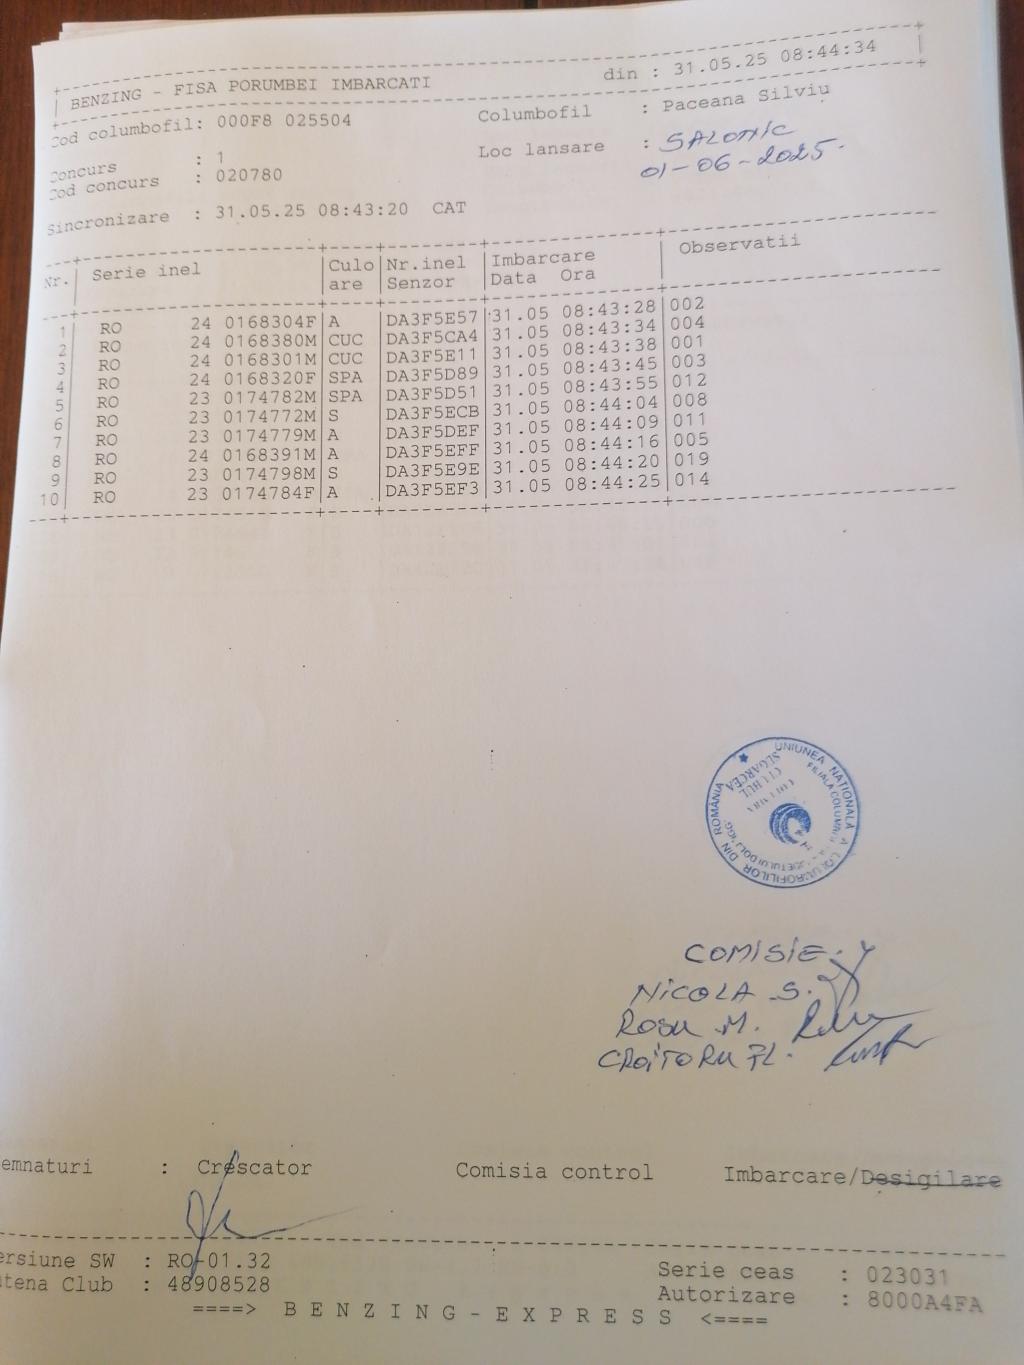 BENZING - FISA PORUMBEI IMBARCATI din : 31.05.25 08:44:34
Cod columbofil: 000F8 025504 Columbofil : Paceana Silviu
Concurs : 1 Loc lansare : SALONIC
Cod concurs : 020780 01-06-2025.
Sincronizare : 31.05.25 08:43:20 CAT
Nr. Serie inel Culo Nr.inel Imbarcare Observatii
are Senzor Data Ora
1 RO 24 0168304F A DA3F5E57 31.05 08:43:28 002
2 RO 24 0168380M CUC DA3F5CA4 31.05 08:43:34 004
3 RO 24 0168301M CUC DA3F5E11 31.05 08:43:38 001
4 RO 24 0168320F SPA DA3F5D89 31.05 08:43:45 003
5 RO 23 0174782M SPA DA3F5D51 31.05 08:43:55 012
6 RO 23 0174772M S DA3F5ECB 31.05 08:44:04 008
7 RO 23 0174779M A DA3F5DEF 31.05 08:44:09 011
8 RO 24 0168391M A DA3F5EFF 31.05 08:44:16 005
9 RO 23 0174798M S DA3F5E9E 31.05 08:44:20 019
10 RO 23 0174784F A DA3F5EF3 31.05 08:44:25 014
UNIUNEA NATIONALĂ A COLUMBOFILILOR DIN ROMÂNIA
FILIALA JUDETULUI DOLJ
CLUBUL
SEGARCEA
COMISIE
NICOLA S.
ROSU M.
CROITORU FL.
emnaturi : Crescator Comisia control Imbarcare/Desigilare
ersiune SW : RO-01.32 Serie ceas : 023031
tena Club : 48908528 Autorizare : 8000A4FA
====> B E N Z I N G - E X P R E S S <====